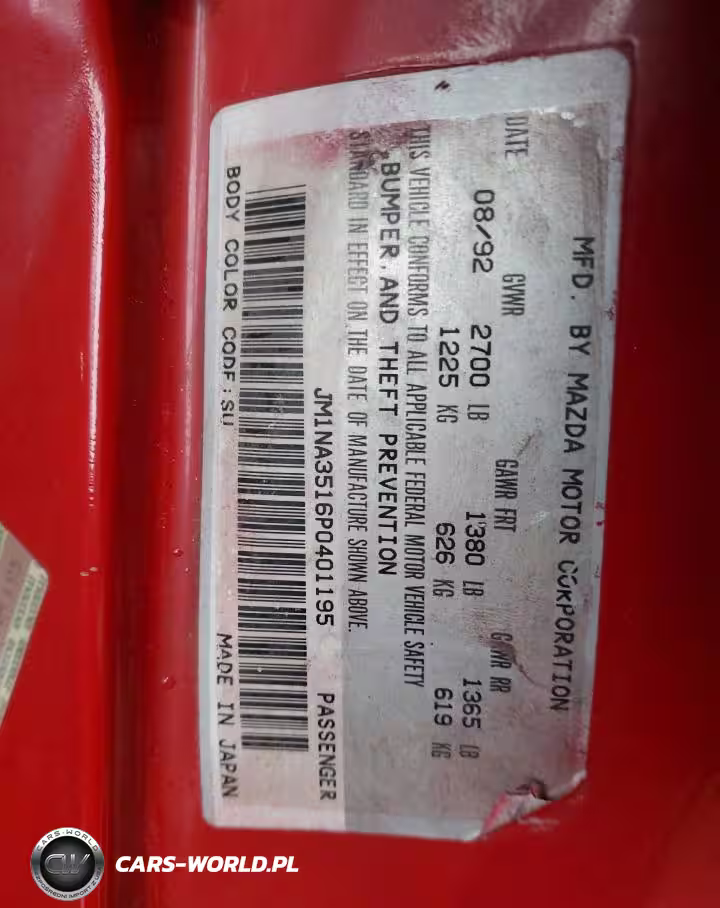 MFD. BY MAZDA MOTOR CORPORATION
DATE GVWR GAWR FRT GAWR RR
08/92 2700 LB 1380 LB 1365 LB
1225 KG 626 KG 619 KG
THIS VEHICLE CONFORMS TO ALL APPLICABLE FEDERAL MOTOR VEHICLE SAFETY
BUMPER AND THEFT PREVENTION
STANDARD IN EFFECT ON THE DATE OF MANUFACTURE SHOWN ABOVE.
JM1NA3516P0401195 PASSENGER
BODY COLOR CODE:SU MADE IN JAPAN
CARS-WORLD
CW
CARS-WORLD.PL